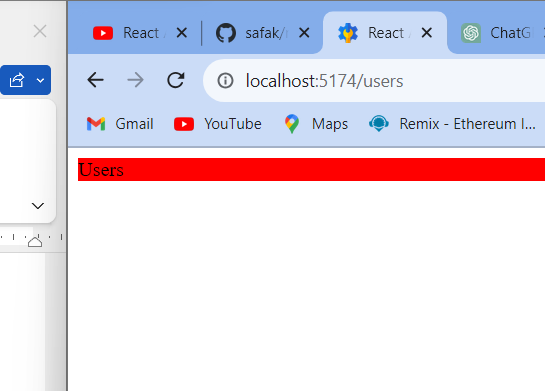 React safak/ React ChatG
localhost:5174/users
Gmail YouTube Maps Remix - Ethereum I...
Users